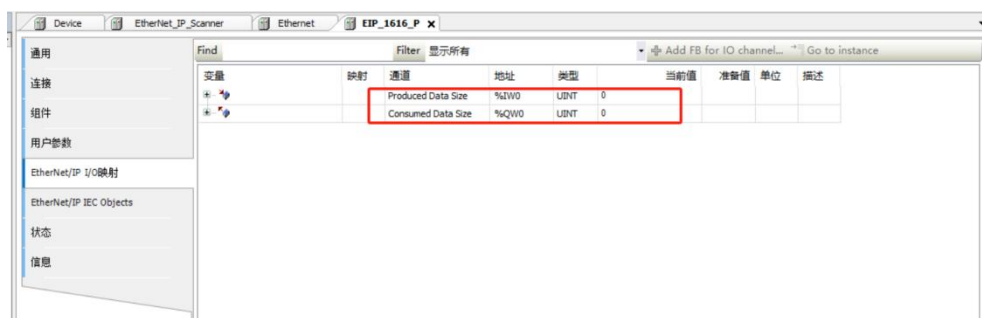 Device EtherNet_IP_Scanner Ethernet EIP_1616_P X
通用
连接
组件
用户参数
EtherNet/IP I/O映射
EtherNet/IP IEC Objects
状态
信息
Find Filter 显示所有 Add FB for IO channel... Go to instance
变量 映射 通道 地址 类型 当前值 准备值 单位 描述
Produced Data Size %IW0 UINT 0
Consumed Data Size %QW0 UINT 0